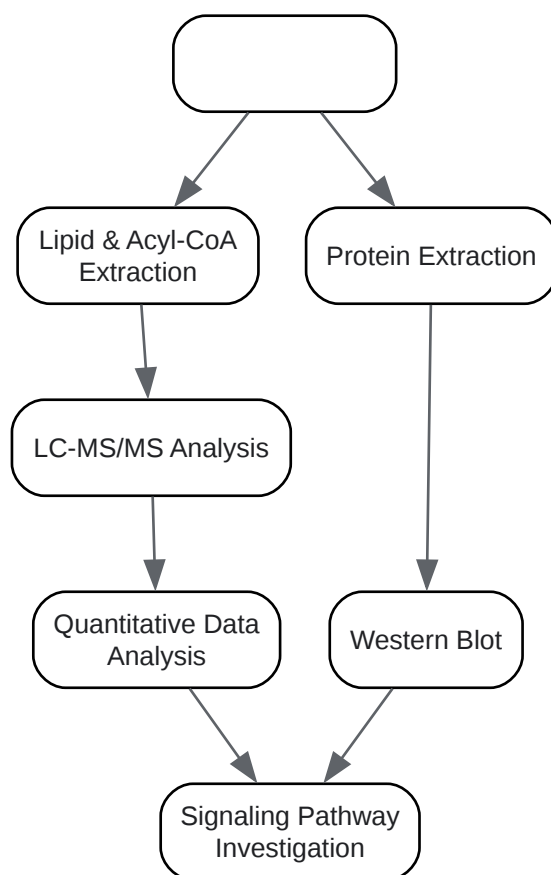 Lipid & Acyl-CoA
Extraction
Protein Extraction
LC-MS/MS Analysis
Quantitative Data
Analysis
Western Blot
Signaling Pathway
Investigation